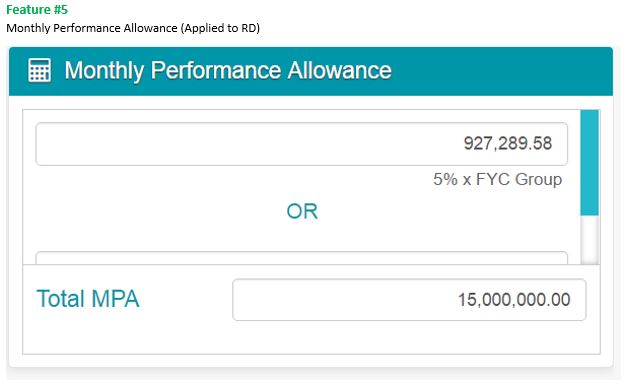 Feature #5
Monthly Performance Allowance (Applied to RD)
Monthly Performance Allowance
927,289.58
5% x FYC Group
OR
Total MPA
15,000,000.00